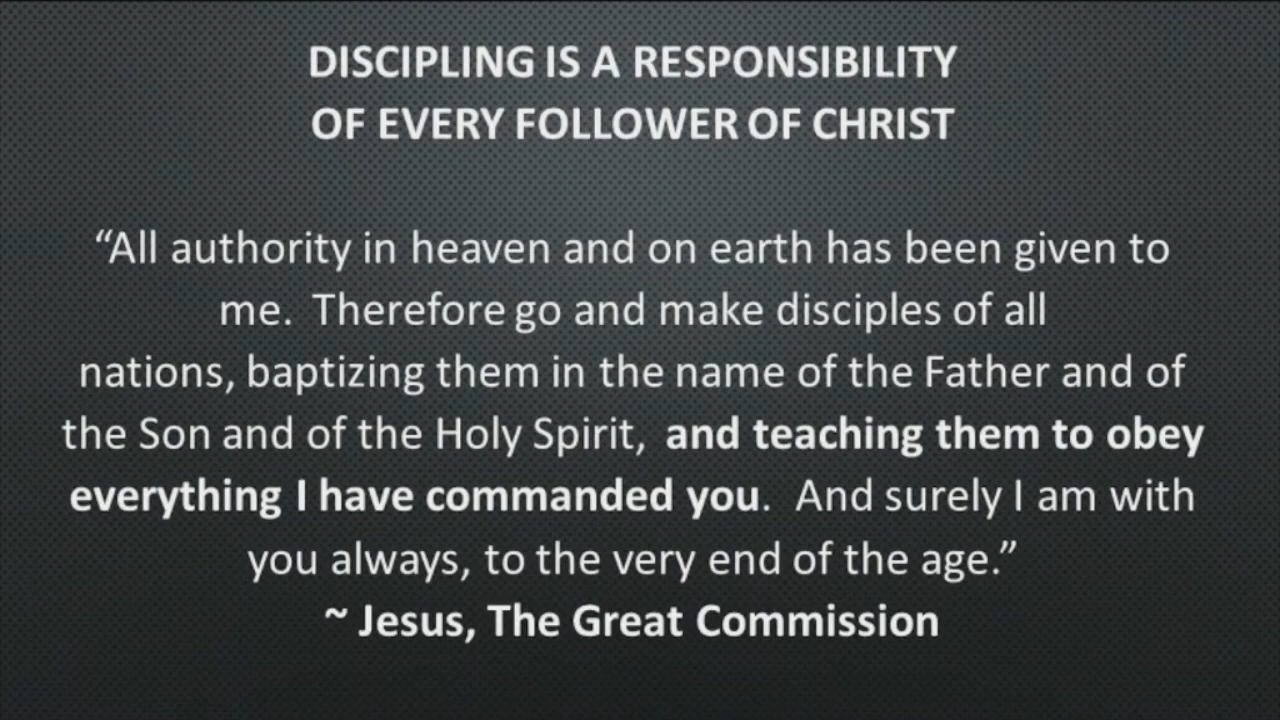 DISCIPLING IS A RESPONSIBILITY
OF EVERY FOLLOWER OF CHRIST
“All authority in heaven and on earth has been given to
me.  Therefore go and make disciples of all
nations, baptizing them in the name of the Father and of
the Son and of the Holy Spirit,  and teaching them to obey
everything I have commanded you.  And surely I am with
you always, to the very end of the age.”
~ Jesus, The Great Commission